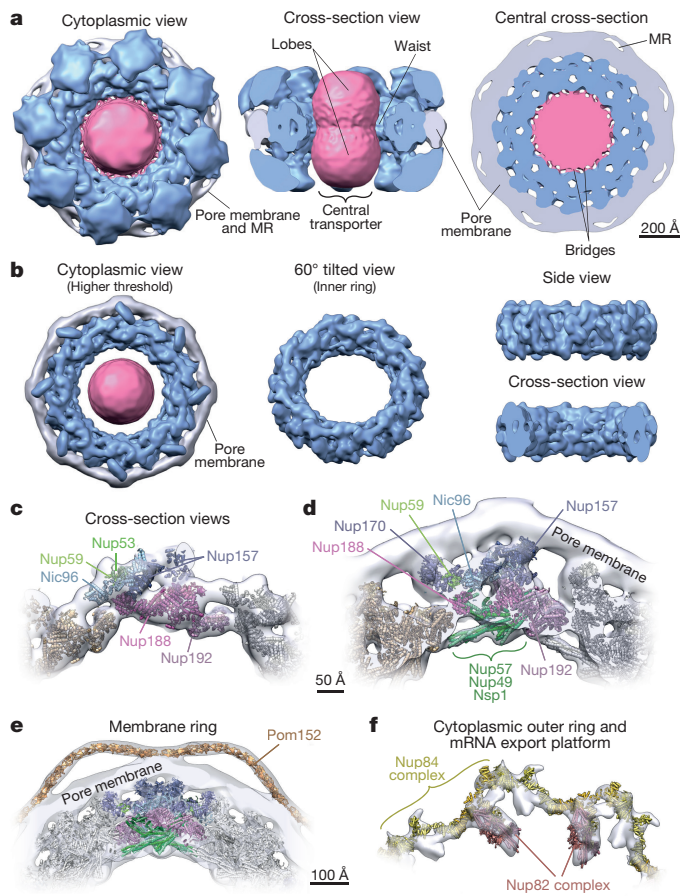 a
Cytoplasmic view
Cross-section view
Central cross-section
Lobes
Waist
MR
Pore membrane
and MR
Central
transporter
Pore
membrane
Bridges
200 Å
b
Cytoplasmic view
(Higher threshold)
60° tilted view
(Inner ring)
Side view
Cross-section view
Pore
membrane
c
Cross-section views
Nup53
Nup59
Nic96
Nup157
Nup188
Nup192
d
Nup59
Nic96
Nup157
Nup170
Nup188
Pore membrane
Nup192
Nup57
Nup49
Nsp1
50 Å
e
Membrane ring
Pom152
Pore membrane
100 Å
f
Cytoplasmic outer ring and
mRNA export platform
Nup84
complex
Nup82 complex